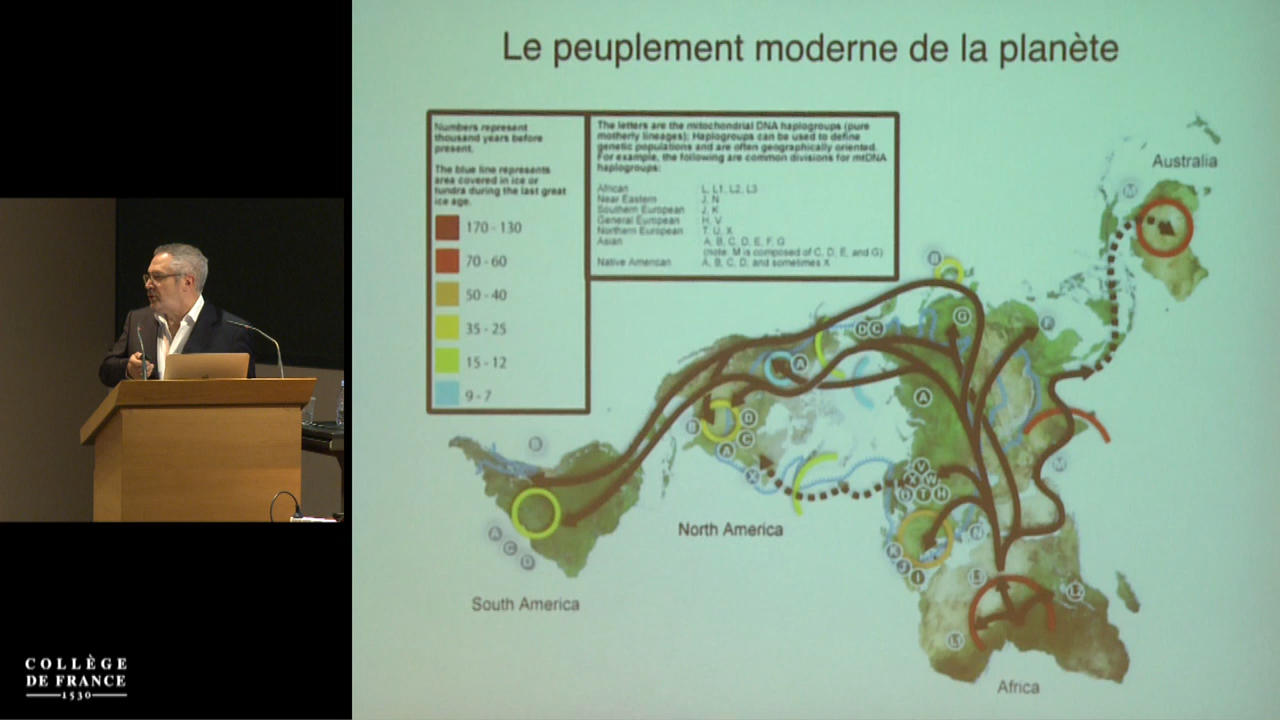 Le peuplement moderne de la planète
Numbers represent
thousand years before
present.
The blue line represents
area covered in ice or
tundra during the last great
ice age.
170 - 130
70 - 60
50 - 40
35 - 25
15 - 12
9 - 7
The letters are the mitochondrial DNA haplogroups (pure
motherly lineages); Haplogroups can be used to define
genetic populations and are often geographically oriented.
For example, the following are common divisions for mtDNA
haplogroups:
African : L, L1, L2, L3
Near Eastern : J, N
Southern European : J, K
General European : H, V
Northern European : T, U, X
Asian : A, B, C, D, E, F, G
(note: M is composed of C, D, E, and G)
Native American : A, B, C, D, and sometimes X
Australia
M
B
G
F
D C
A
A
B
D
C
A
X
V
X W
T H
M
B
A
C
D
N
K
J
I
L2
North America
South America
Africa
COLLÈGE
DE FRANCE
1530